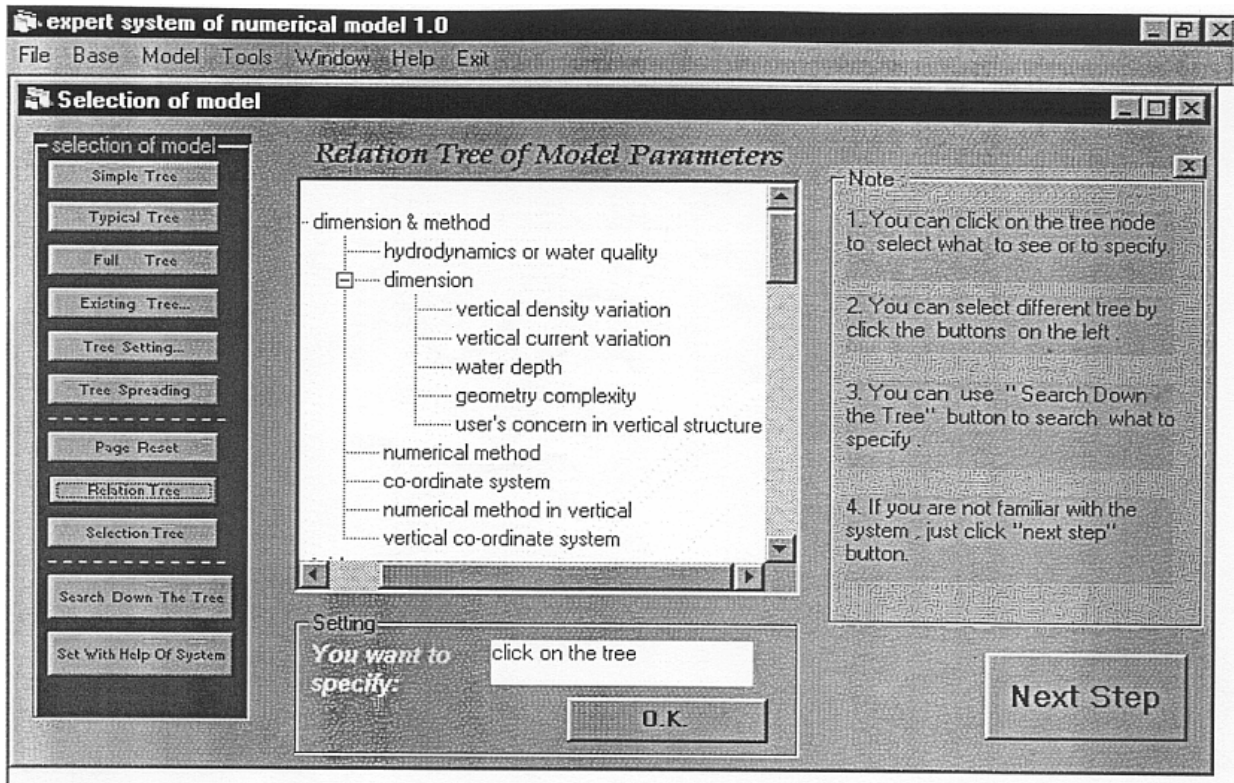 expert system of numerical model 1.0
File Base Model Tools Window Help Exit
Selection of model
selection of model
Simple Tree
Typical Tree
Full Tree
Existing Tree...
Tree Setting...
Tree Spreading
Page Reset
Relation Tree
Selection Tree
Search Down The Tree
Set With Help Of System
Relation Tree of Model Parameters
dimension & method
hydrodynamics or water quality
dimension
vertical density variation
vertical current variation
water depth
geometry complexity
user's concern in vertical structure
numerical method
co-ordinate system
numerical method in vertical
vertical co-ordinate system
Setting
You want to
specify:
click on the tree
O.K.
Note :
1. You can click on the tree node
to select what to see or to specify.
2. You can select different tree by
click the buttons on the left .
3. You can use " Search Down
the Tree" button to search what to
specify .
4. If you are not familiar with the
system , just click "next step"
button.
Next Step